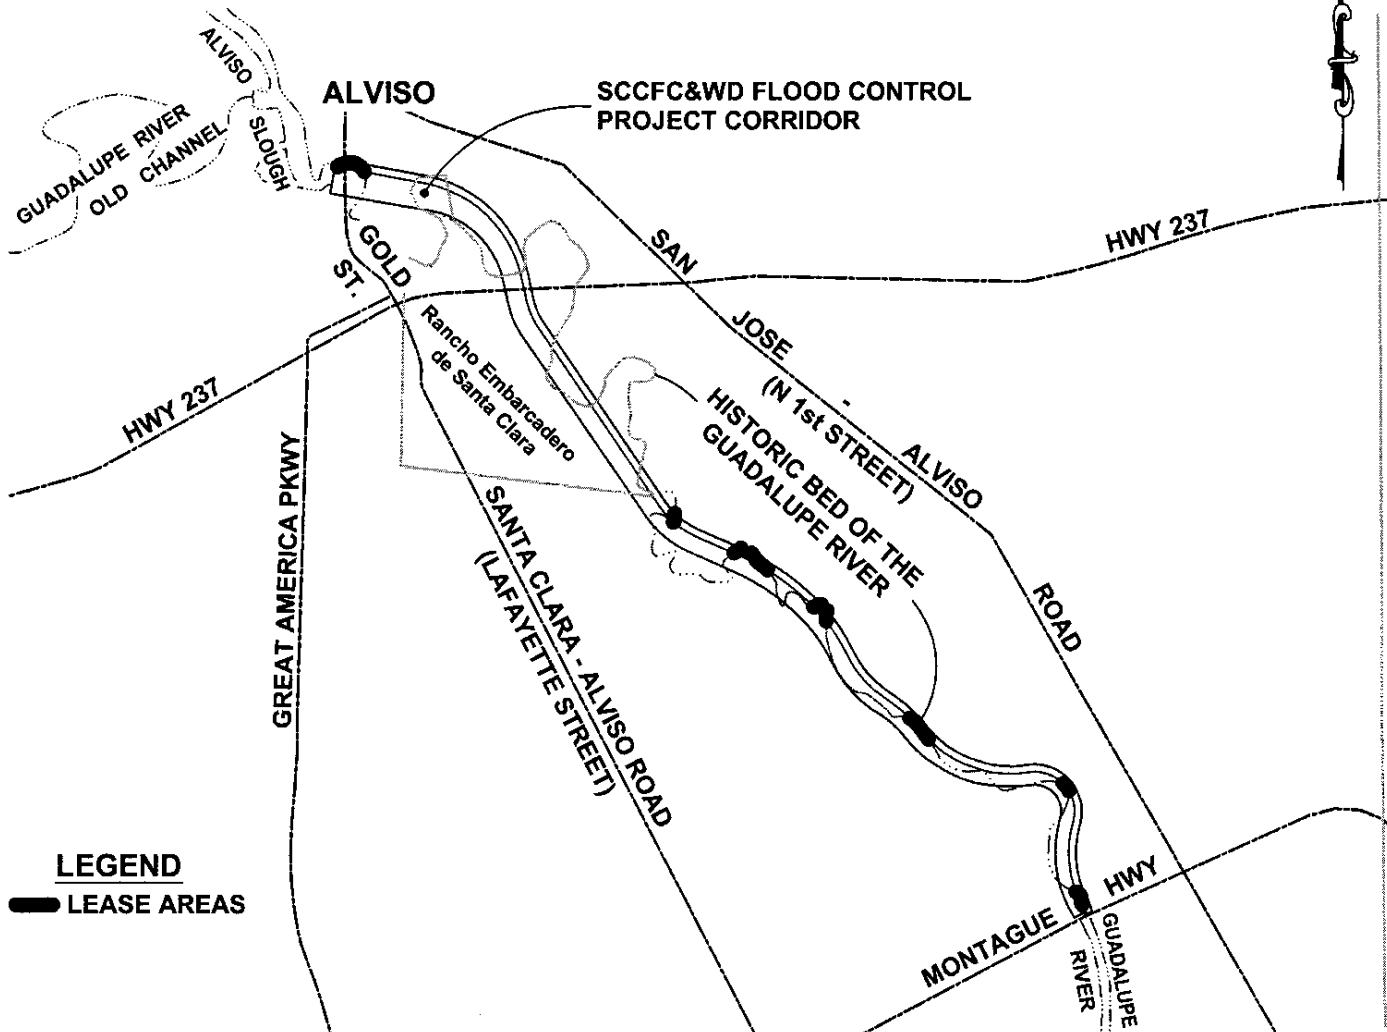 ALVISO
SLOUGH
GUADALUPE RIVER
OLD CHANNEL
ALVISO
SCCFC&WD FLOOD CONTROL
PROJECT CORRIDOR
GOLD
ST.
SAN
JOSE
(N 1st STREET)
ALVISO
ROAD
HWY 237
HWY 237
Rancho Embarcadero
de Santa Clara
HISTORIC BED OF THE
GUADALUPE RIVER
GREAT AMERICA PKWY
SANTA CLARA - ALVISO ROAD
(LAFAYETTE STREET)
LEGEND
LEASE AREAS
MONTAGUE
HWY
GUADALUPE
RIVER